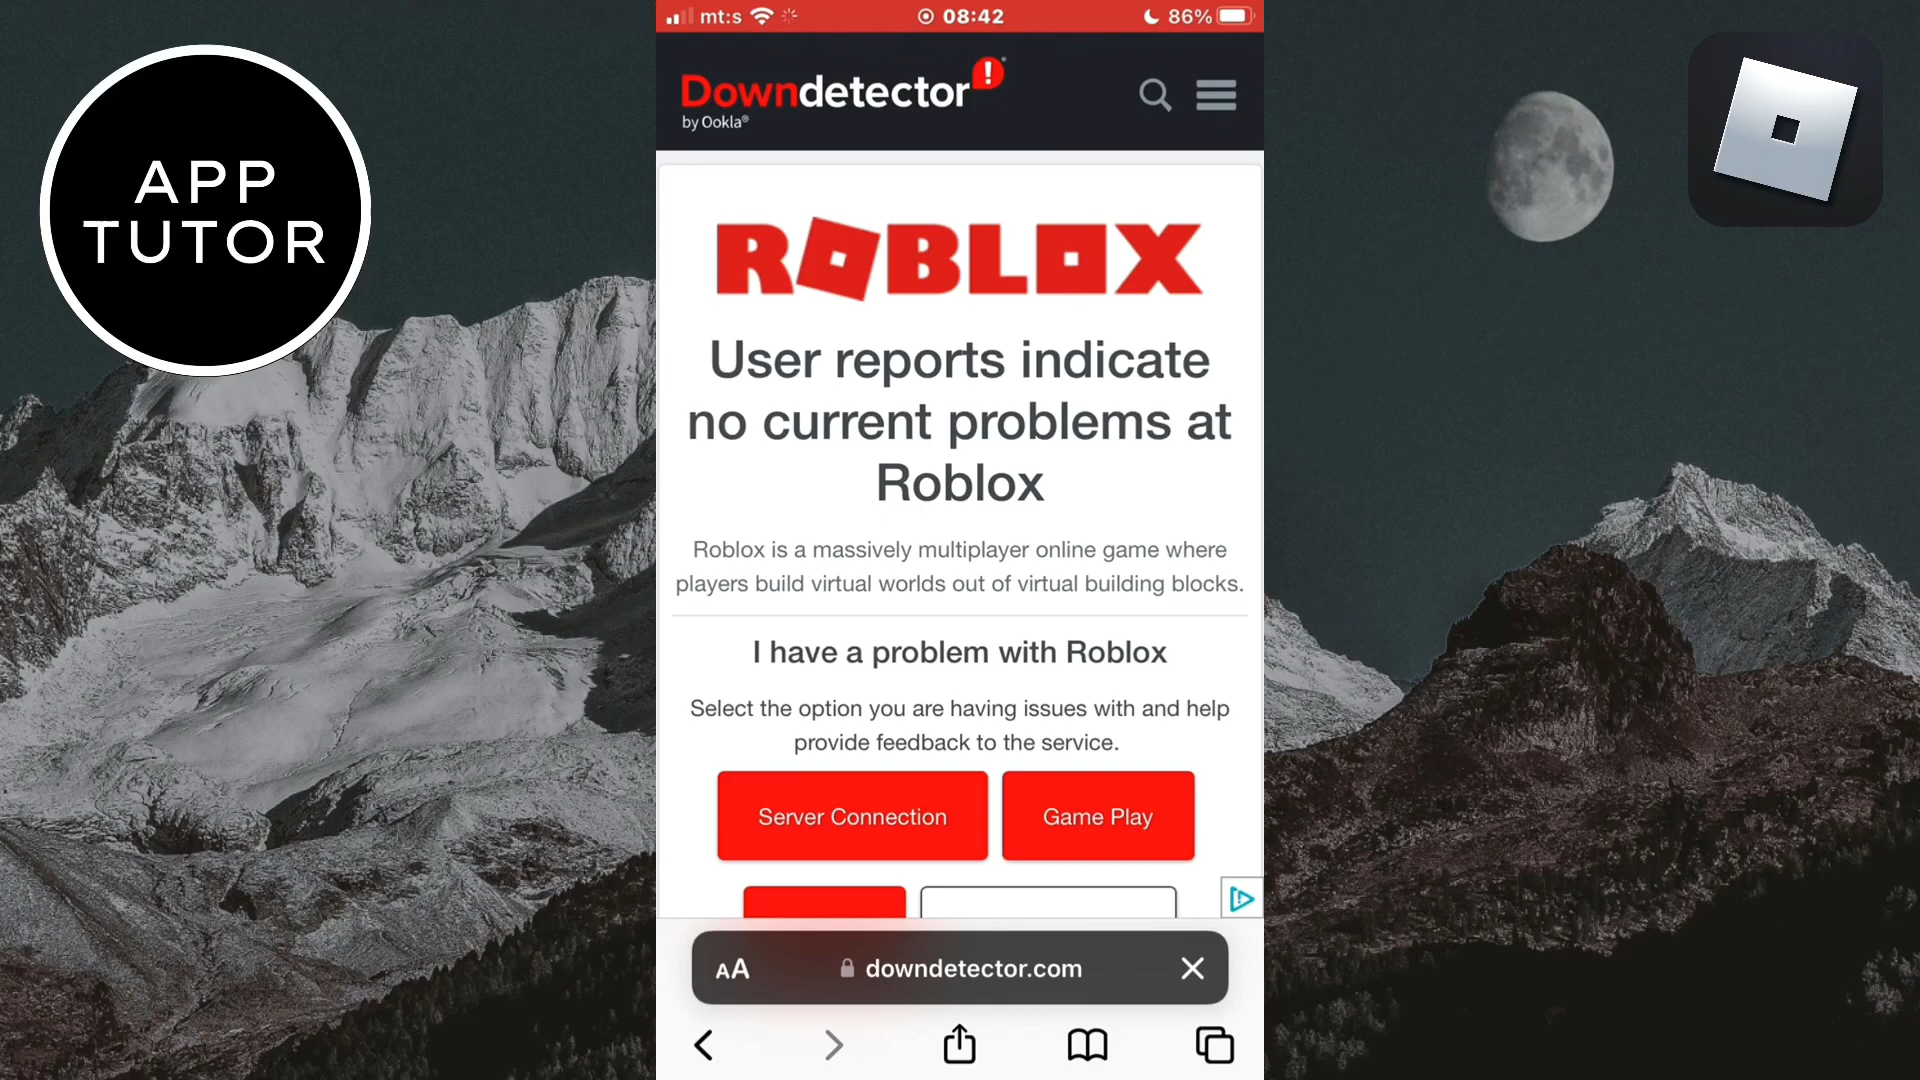 APP
TUTOR
mt:s
08:42
86%
Downdetector!
by Ookla®
ROBLOX
User reports indicate
no current problems at
Roblox
Roblox is a massively multiplayer online game where
players build virtual worlds out of virtual building blocks.
I have a problem with Roblox
Select the option you are having issues with and help
provide feedback to the service.
Server Connection
Game Play
AA
downdetector.com